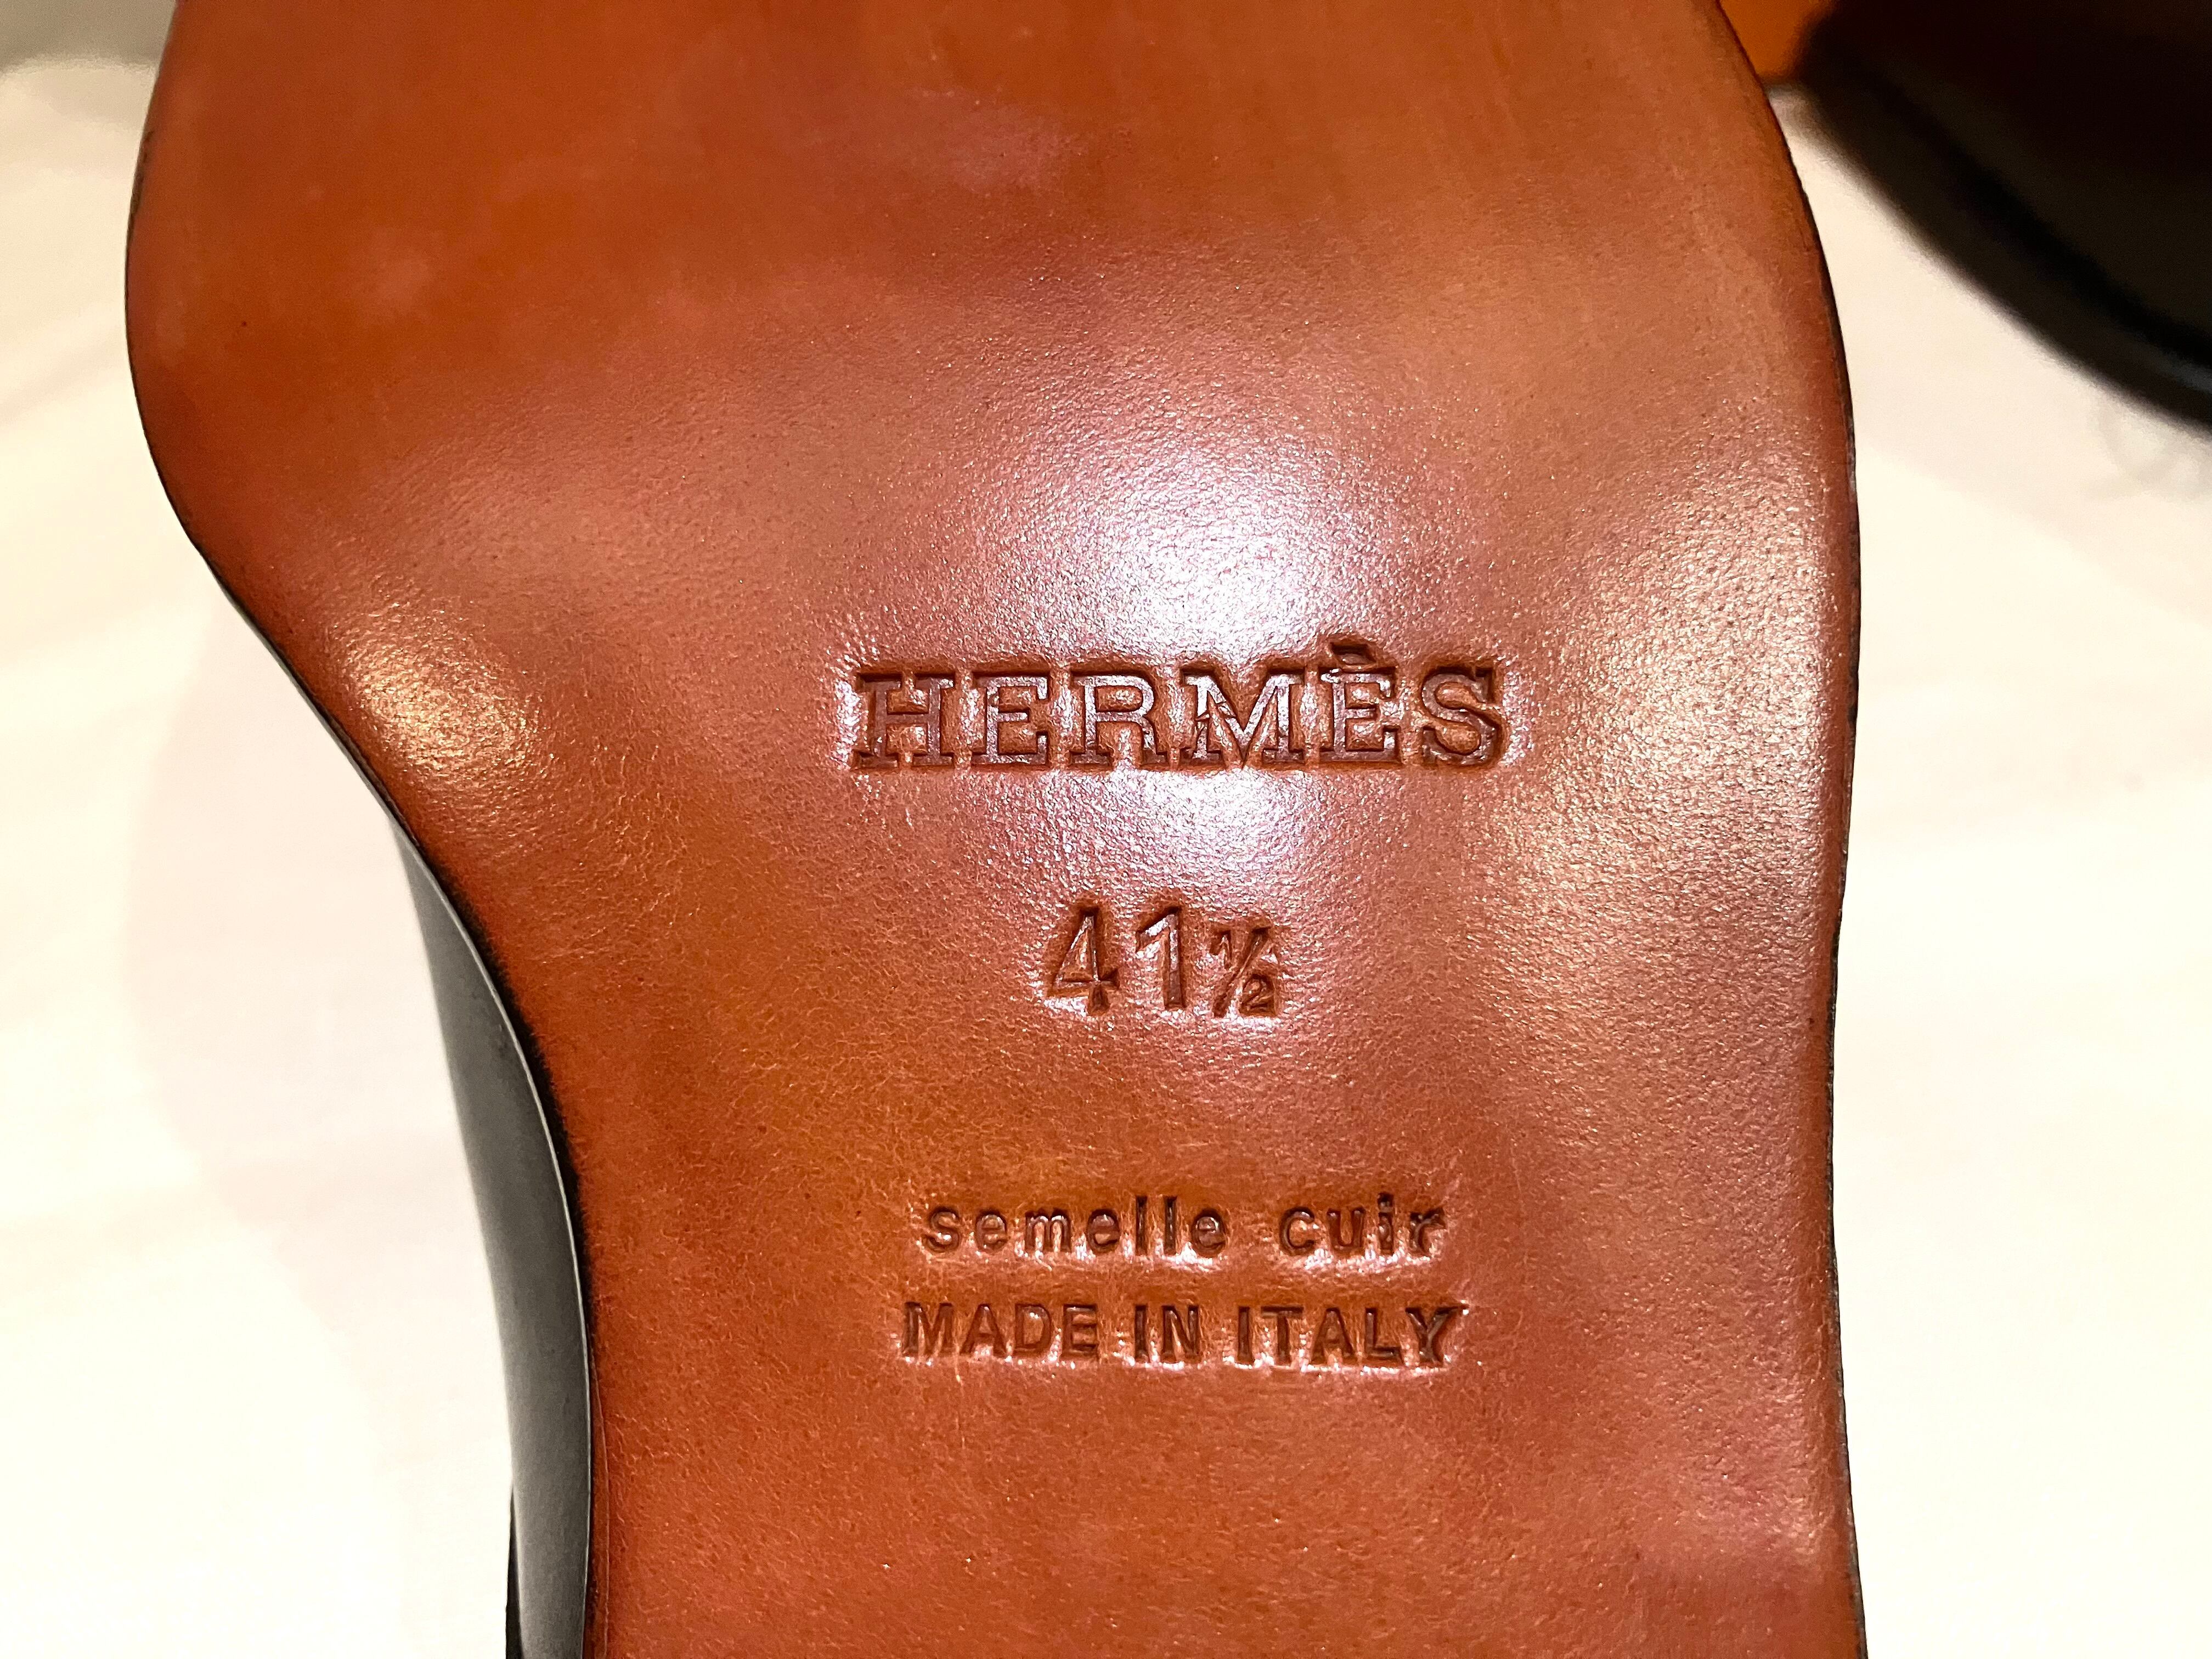 HERMÈS
41½
semelle cuir
MADE IN ITALY